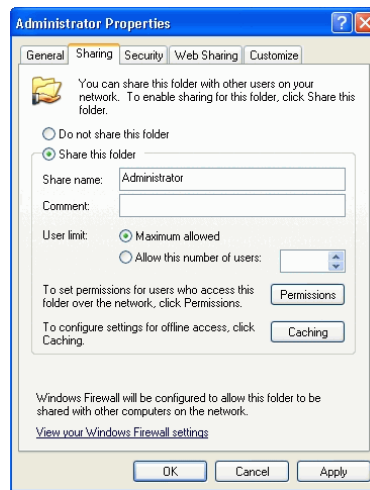 Administrator Properties
General Sharing Security Web Sharing Customize
You can share this folder with other users on your
network. To enable sharing for this folder, click Share this
folder.
Do not share this folder
Share this folder
Share name: Administrator
Comment:
User limit: Maximum allowed
Allow this number of users:
To set permissions for users who access this
folder over the network, click Permissions.
Permissions
To configure settings for offline access, click
Caching.
Caching
Windows Firewall will be configured to allow this folder to be
shared with other computers on the network.
View your Windows Firewall settings
OK Cancel Apply